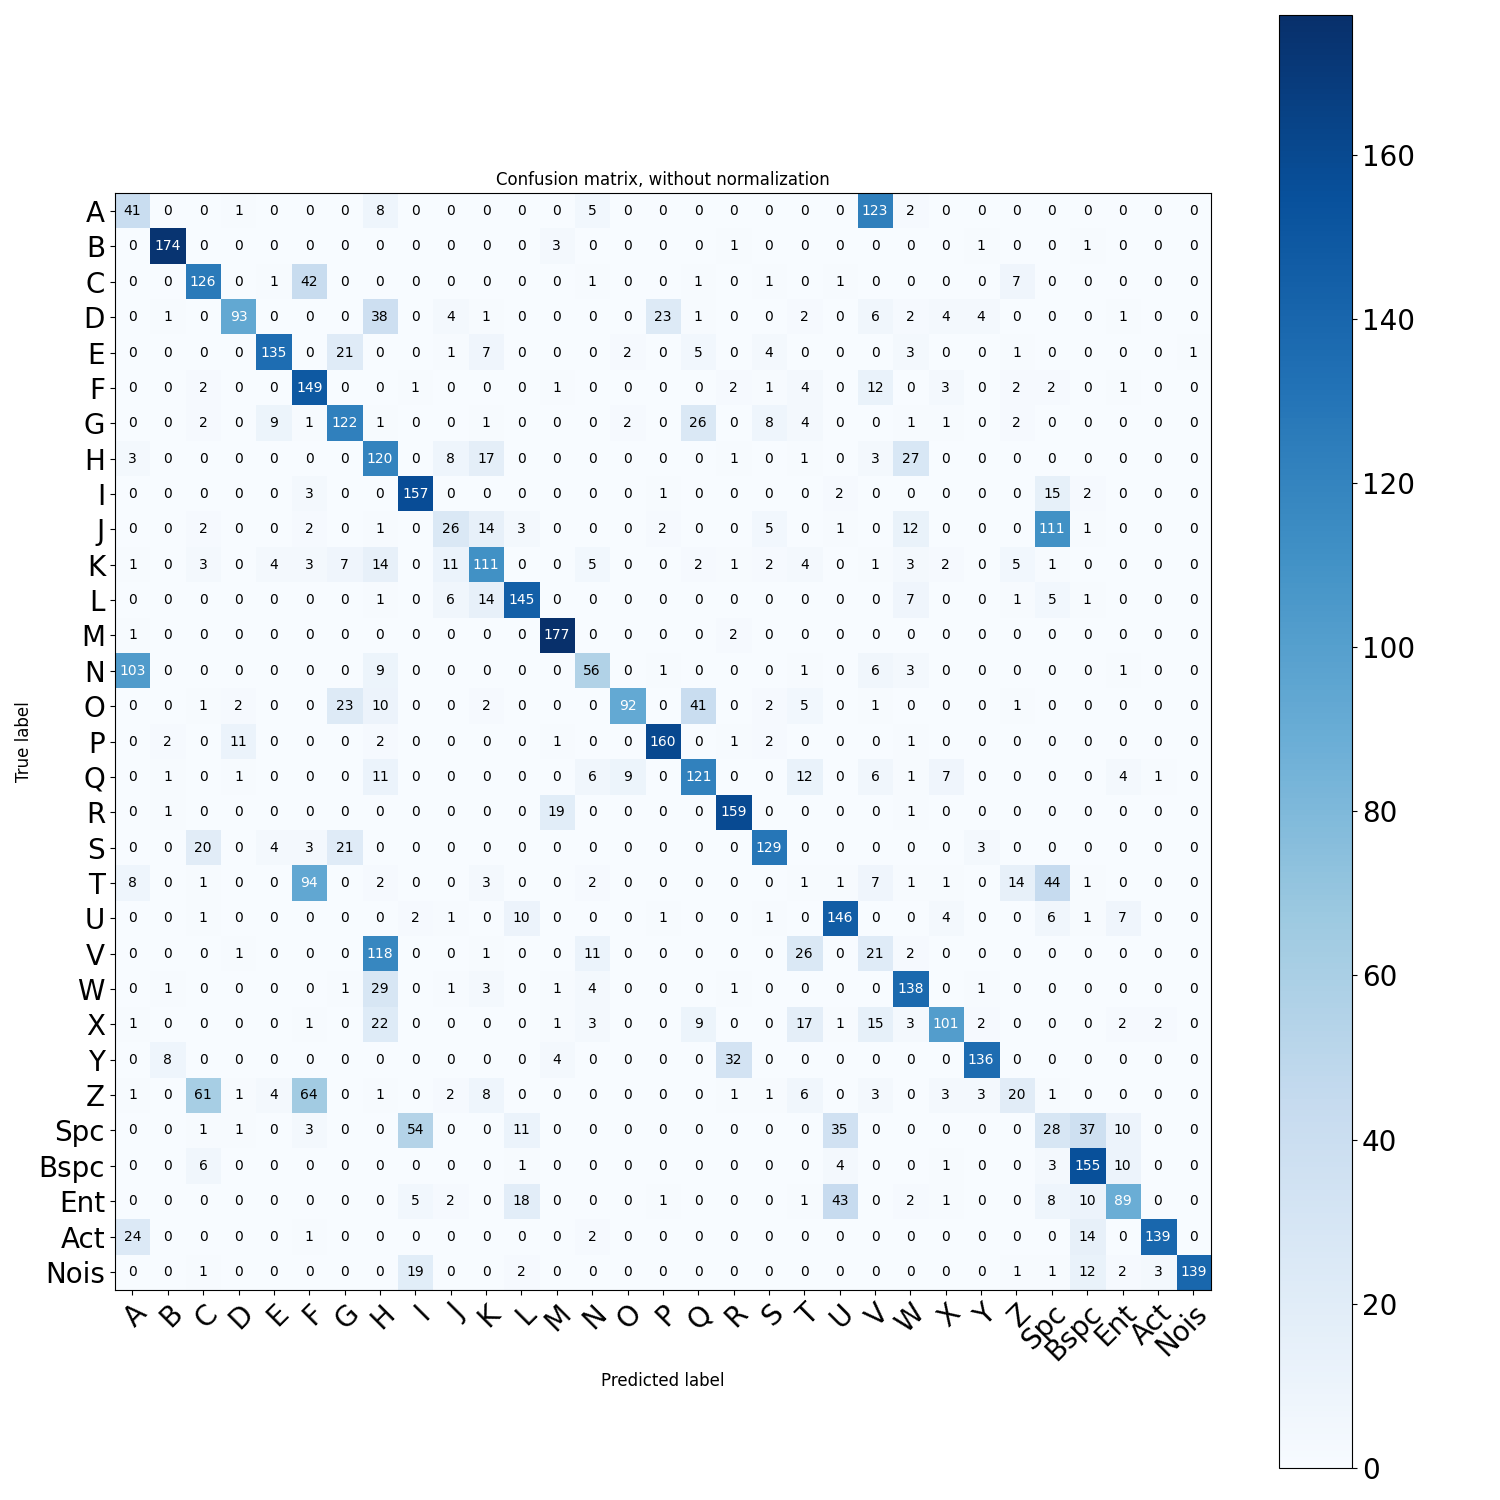 Confusion matrix, without normalization
A 41 0 0 1 0 0 0 8 0 0 0 0 0 5 0 0 0 0 0 0 0 123 2 0 0 0 0 0 0 0 0
B 0 174 0 0 0 0 0 0 0 0 0 0 3 0 0 0 0 1 0 0 0 0 0 0 1 0 0 1 0 0 0
C 0 0 126 0 1 42 0 0 0 0 0 0 0 1 0 0 1 0 1 0 1 0 0 0 0 7 0 0 0 0 0
D 0 1 0 93 0 0 0 38 0 4 1 0 0 0 0 23 1 0 0 2 0 6 2 4 4 0 0 0 1 0 0
E 0 0 0 0 135 0 21 0 0 1 7 0 0 0 2 0 5 0 4 0 0 0 3 0 0 1 0 0 0 0 1
F 0 0 2 0 0 149 0 0 1 0 0 0 1 0 0 0 0 2 1 4 0 12 0 3 0 2 2 0 1 0 0
G 0 0 2 0 9 1 122 1 0 0 1 0 0 0 2 0 26 0 8 4 0 0 1 1 0 2 0 0 0 0 0
H 3 0 0 0 0 0 0 120 0 8 17 0 0 0 0 0 0 1 0 1 0 3 27 0 0 0 0 0 0 0 0
I 0 0 0 0 0 3 0 0 157 0 0 0 0 0 0 1 0 0 0 0 2 0 0 0 0 0 15 2 0 0 0
J 0 0 2 0 0 2 0 1 0 26 14 3 0 0 0 2 0 0 5 0 1 0 12 0 0 0 111 1 0 0 0
K 1 0 3 0 4 3 7 14 0 11 111 0 0 5 0 0 2 1 2 4 0 1 3 2 0 5 1 0 0 0 0
L 0 0 0 0 0 0 0 1 0 6 14 145 0 0 0 0 0 0 0 0 0 0 7 0 0 1 5 1 0 0 0
M 1 0 0 0 0 0 0 0 0 0 0 0 177 0 0 0 0 2 0 0 0 0 0 0 0 0 0 0 0 0 0
N 103 0 0 0 0 0 0 9 0 0 0 0 0 56 0 1 0 0 0 1 0 6 3 0 0 0 0 0 1 0 0
O 0 0 1 2 0 0 23 10 0 0 2 0 0 0 92 0 41 0 2 5 0 1 0 0 0 1 0 0 0 0 0
P 0 2 0 11 0 0 0 2 0 0 0 0 1 0 0 160 0 1 2 0 0 0 1 0 0 0 0 0 0 0 0
Q 0 1 0 1 0 0 0 11 0 0 0 0 0 6 9 0 121 0 0 12 0 6 1 7 0 0 0 0 4 1 0
R 0 1 0 0 0 0 0 0 0 0 0 0 19 0 0 0 0 159 0 0 0 0 1 0 0 0 0 0 0 0 0
S 0 0 20 0 4 3 21 0 0 0 0 0 0 0 0 0 0 0 129 0 0 0 0 0 3 0 0 0 0 0 0
T 8 0 1 0 0 94 0 2 0 0 3 0 0 2 0 0 0 0 0 1 1 7 1 1 0 14 44 1 0 0 0
U 0 0 1 0 0 0 0 0 2 1 0 10 0 0 0 1 0 0 1 0 146 0 0 4 0 0 6 1 7 0 0
V 0 0 0 1 0 0 0 118 0 0 1 0 0 11 0 0 0 0 0 26 0 21 2 0 0 0 0 0 0 0 0
W 0 1 0 0 0 0 1 29 0 1 3 0 1 4 0 0 0 1 0 0 0 0 138 0 1 0 0 0 0 0 0
X 1 0 0 0 0 1 0 22 0 0 0 0 1 3 0 0 9 0 0 17 1 15 3 101 2 0 0 0 2 2 0
Y 0 8 0 0 0 0 0 0 0 0 0 0 4 0 0 0 0 32 0 0 0 0 0 0 136 0 0 0 0 0 0
Z 1 0 61 1 4 64 0 1 0 2 8 0 0 0 0 0 0 1 1 6 0 3 0 3 3 20 1 0 0 0 0
Spc 0 0 1 1 0 3 0 0 54 0 0 11 0 0 0 0 0 0 0 0 35 0 0 0 0 0 28 37 10 0 0
Bspc 0 0 6 0 0 0 0 0 0 0 0 1 0 0 0 0 0 0 0 0 4 0 0 1 0 0 3 155 10 0 0
Ent 0 0 0 0 0 0 0 0 5 2 0 18 0 0 0 1 0 0 0 1 43 0 2 1 0 0 8 10 89 0 0
Act 24 0 0 0 0 1 0 0 0 0 0 0 0 2 0 0 0 0 0 0 0 0 0 0 0 0 0 14 0 139 0
Nois 0 0 1 0 0 0 0 0 19 0 0 2 0 0 0 0 0 0 0 0 0 0 0 0 0 1 1 12 2 3 139
A B C D E F G H I J K L M N O P Q R S T U V W X Y Z Spc Bspc Ent Act Nois
Predicted label
True label
160
140
120
100
80
60
40
20
0